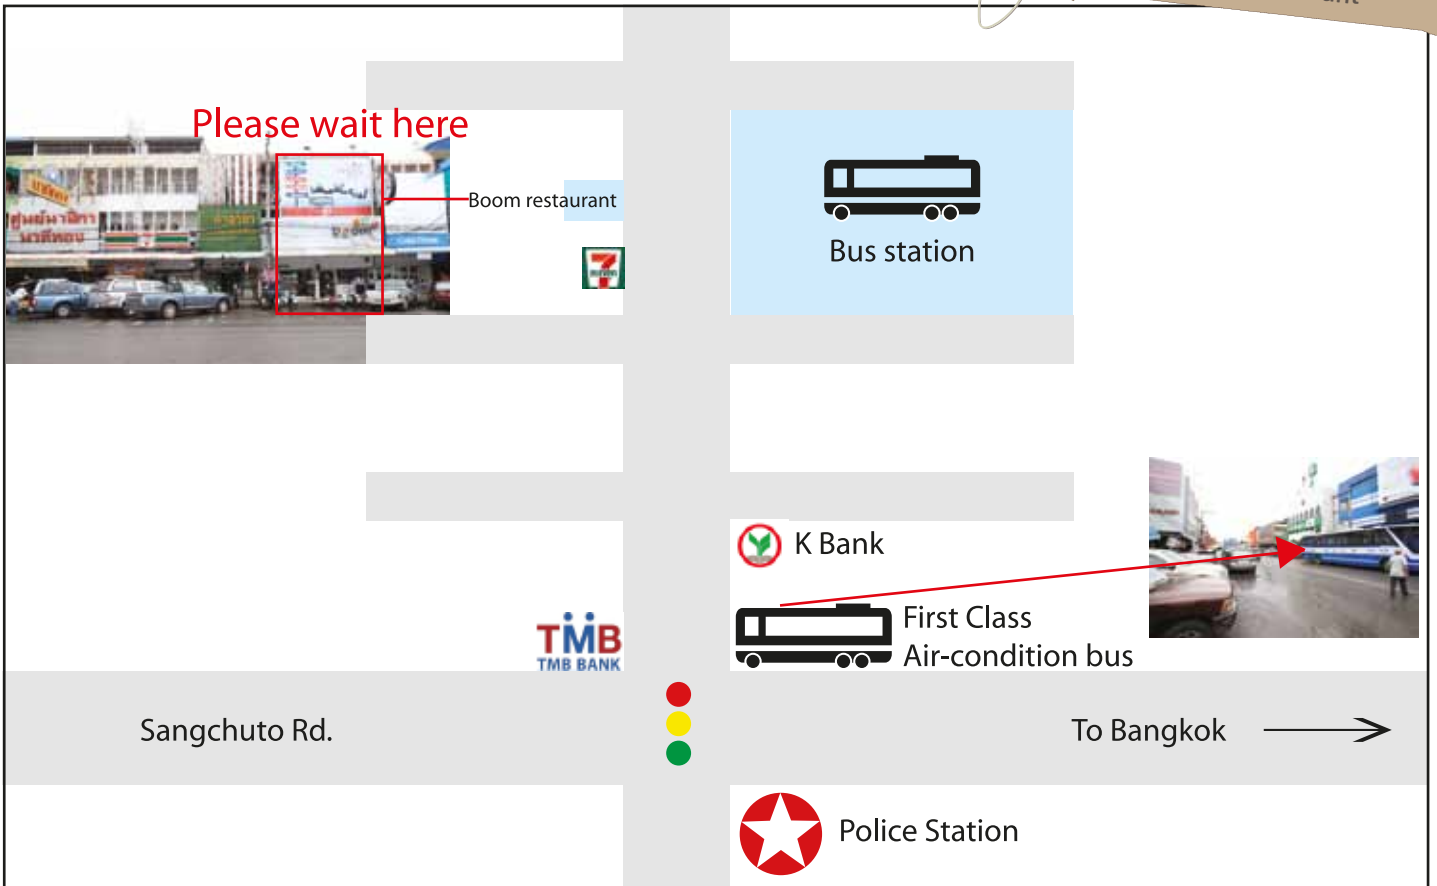 Please wait here
Boom restaurant
Bus station
K Bank
First Class
Air-condition bus
TMB
TMB BANK
Sangchuto Rd.
To Bangkok
Police Station